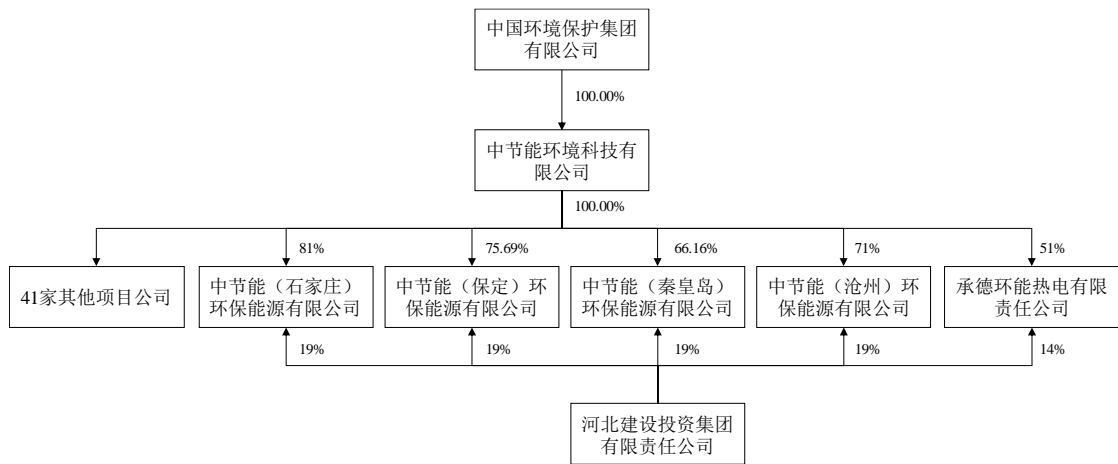 中国环境保护集团
有限公司
100.00%
中节能环境科技有
限公司
100.00%
81%
75.69%
66.16%
71%
51%
41家其他项目公司
中节能（石家庄）
环保能源有限公司
中节能（保定）环
保能源有限公司
中节能（秦皇岛）
环保能源有限公司
中节能（沧州）环
保能源有限公司
承德环能热电有限
责任公司
19%
19%
19%
19%
14%
河北建设投资集团
有限责任公司